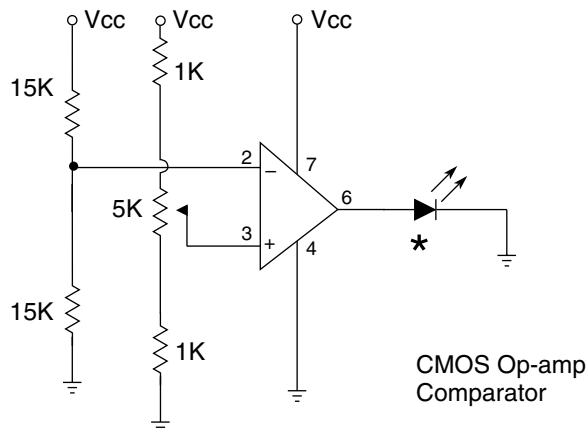 Vcc
Vcc
Vcc
1K
15K
2
7
−
6
5K
3
+
4
*
15K
1K
CMOS Op-amp
Comparator